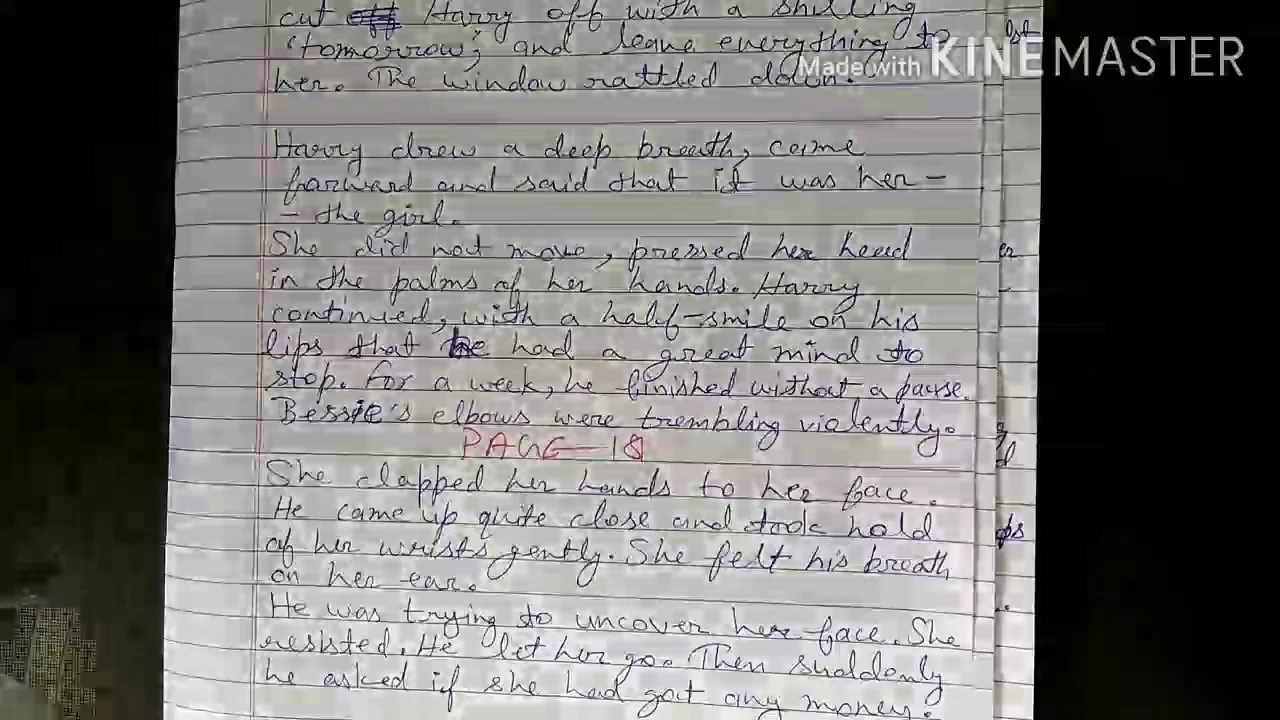 cut off Harry off with a shilling
'tomorrow', and leave everything to
her. The window rattled down.
Made with KINEMASTER
Harry drew a deep breath, came
forward and said that it was her -
- the girl.
She did not move, pressed her head
in the palms of her hands. Harry
continued, with a half-smile on his
lips that he had a great mind to
stop. For a week, he finished without a pause.
Bessie's elbows were trembling violently.
PAGE-18
She clapped her hands to her face.
He came up quite close and took hold
of her wrists gently. She felt his breath
on her ear.
He was trying to uncover her face. She
resisted. He let her go. Then suddenly
he asked if she had got any money.